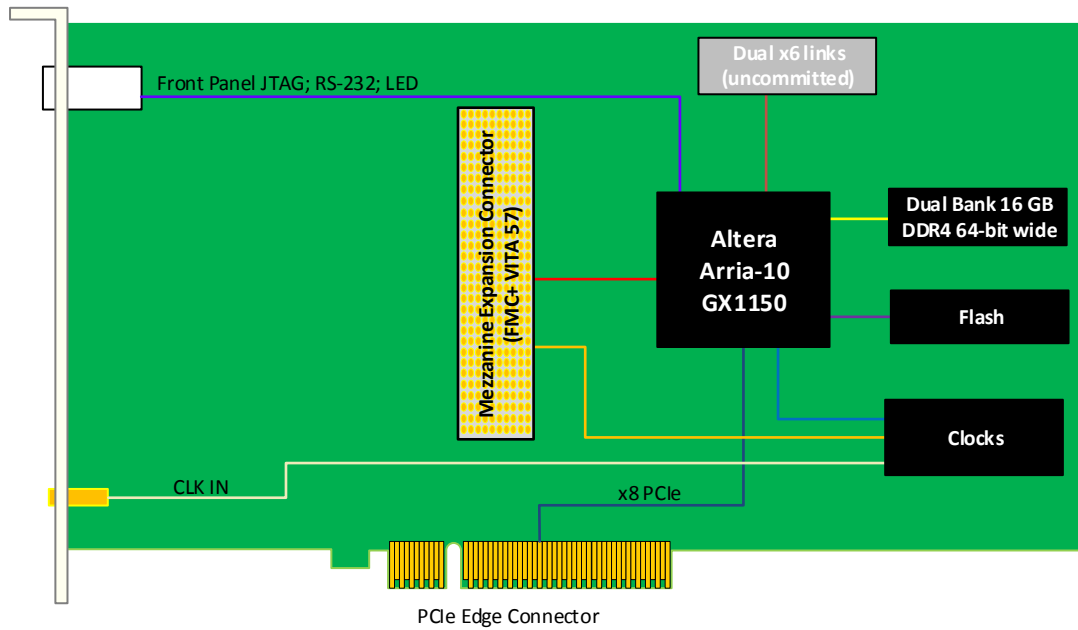 Dual x6 links
(uncommitted)
Front Panel JTAG; RS-232; LED
Mezzanine Expansion Connector
(FMC+ VITA 57)
Altera
Arria-10
GX1150
Dual Bank 16 GB
DDR4 64-bit wide
Flash
Clocks
CLK IN
x8 PCIe
PCIe Edge Connector